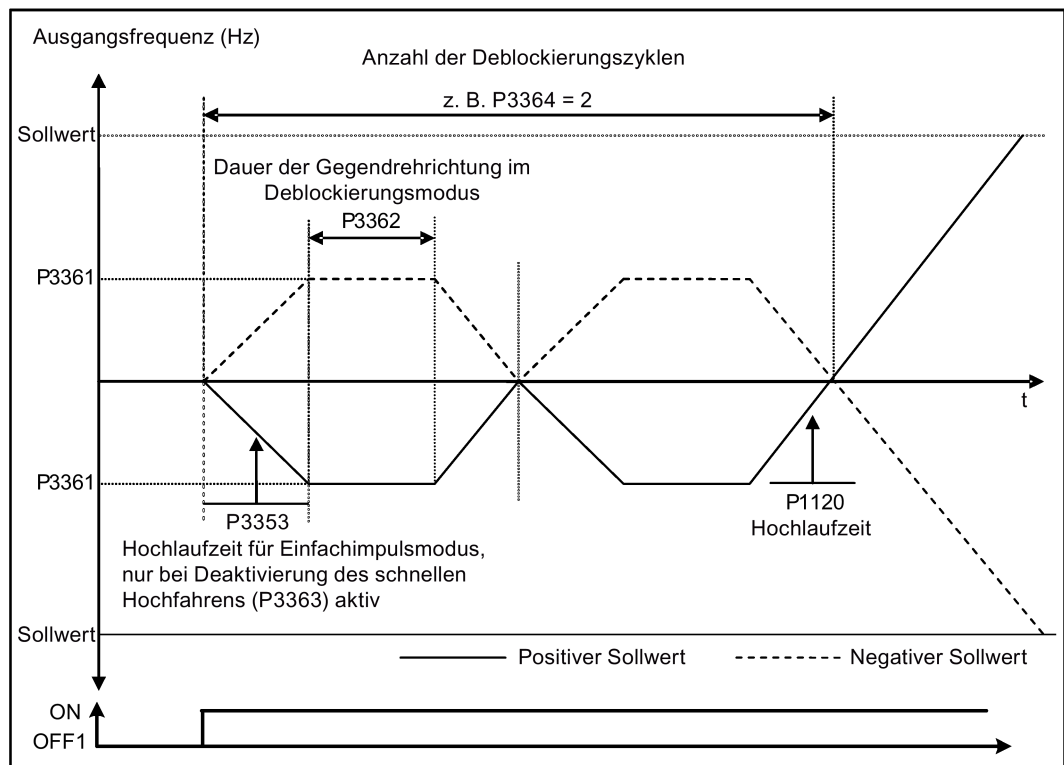 Ausgangsfrequenz (Hz)
Anzahl der Deblockierungszyklen
z. B. P3364 = 2
Sollwert
Dauer der Gegendrehrichtung im
Deblockierungsmodus
P3362
P3361
t
P3361
P3353
Hochlaufzeit für Einfachimpulsmodus,
nur bei Deaktivierung des schnellen
Hochfahrens (P3363) aktiv
P1120
Hochlaufzeit
Sollwert
Positiver Sollwert
Negativer Sollwert
ON
OFF1